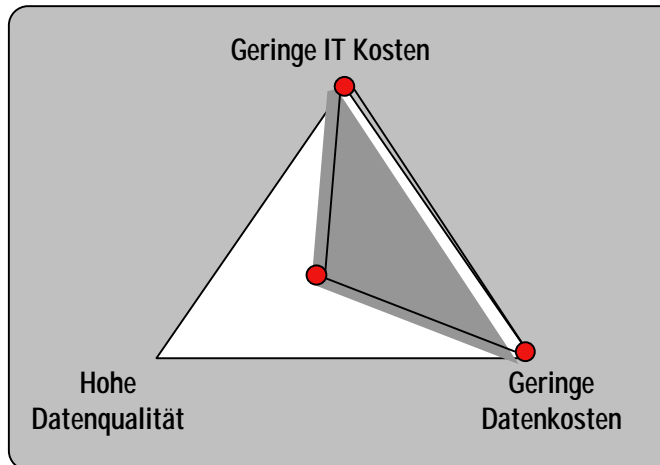 Geringe IT Kosten
Hohe
Datenqualität
Geringe
Datenkosten